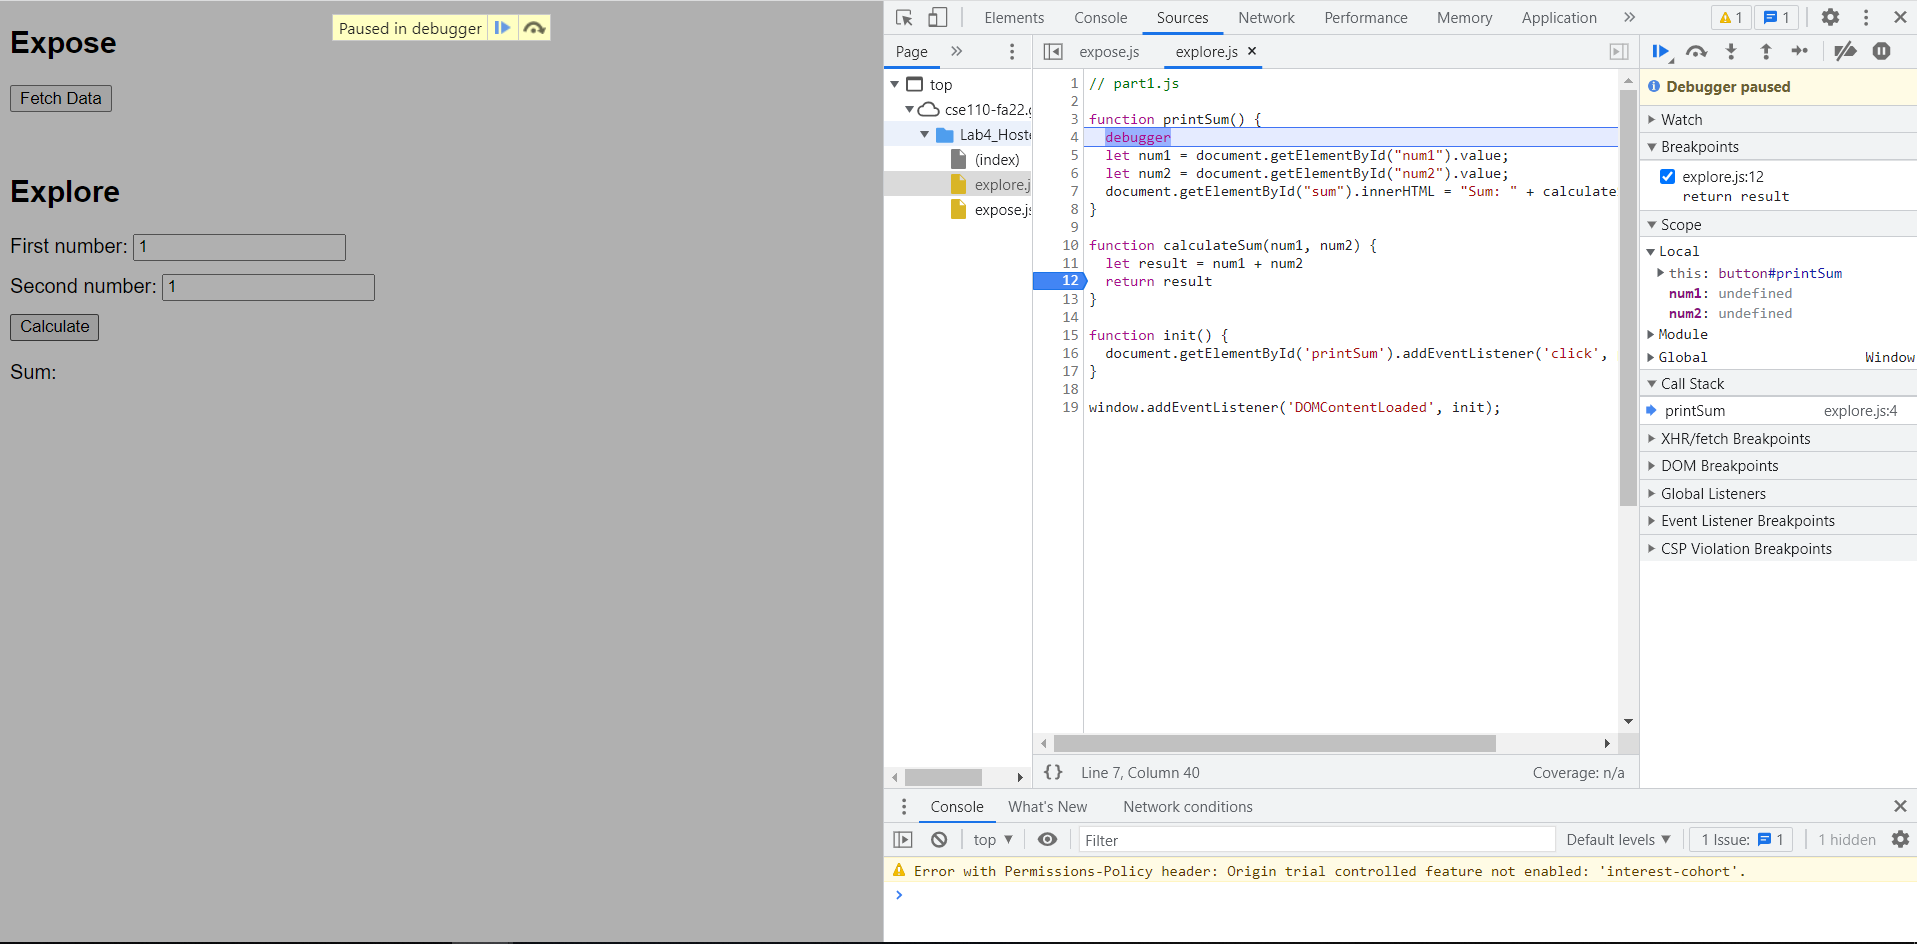 Expose
Paused in debugger
Fetch Data
Explore
First number: 1
Second number: 1
Calculate
Sum:
Elements Console Sources Network Performance Memory Application » 1 1
Page » expose.js explore.js ×
top
cse110-fa22.g
Lab4_Hoste
(index)
explore.j
expose.js
1 // part1.js
2
3 function printSum() {
4 debugger
5 let num1 = document.getElementById("num1").value;
6 let num2 = document.getElementById("num2").value;
7 document.getElementById("sum").innerHTML = "Sum: " + calculate
8 }
9
10 function calculateSum(num1, num2) {
11 let result = num1 + num2
12 return result
13 }
14
15 function init() {
16 document.getElementById('printSum').addEventListener('click',
17 }
18
19 window.addEventListener('DOMContentLoaded', init);
{} Line 7, Column 40 Coverage: n/a
Debugger paused
Watch
Breakpoints
explore.js:12
return result
Scope
Local
this: button#printSum
num1: undefined
num2: undefined
Module
Global Window
Call Stack
printSum explore.js:4
XHR/fetch Breakpoints
DOM Breakpoints
Global Listeners
Event Listener Breakpoints
CSP Violation Breakpoints
Console What's New Network conditions
top Filter Default levels 1 Issue: 1 1 hidden
Error with Permissions-Policy header: Origin trial controlled feature not enabled: 'interest-cohort'.